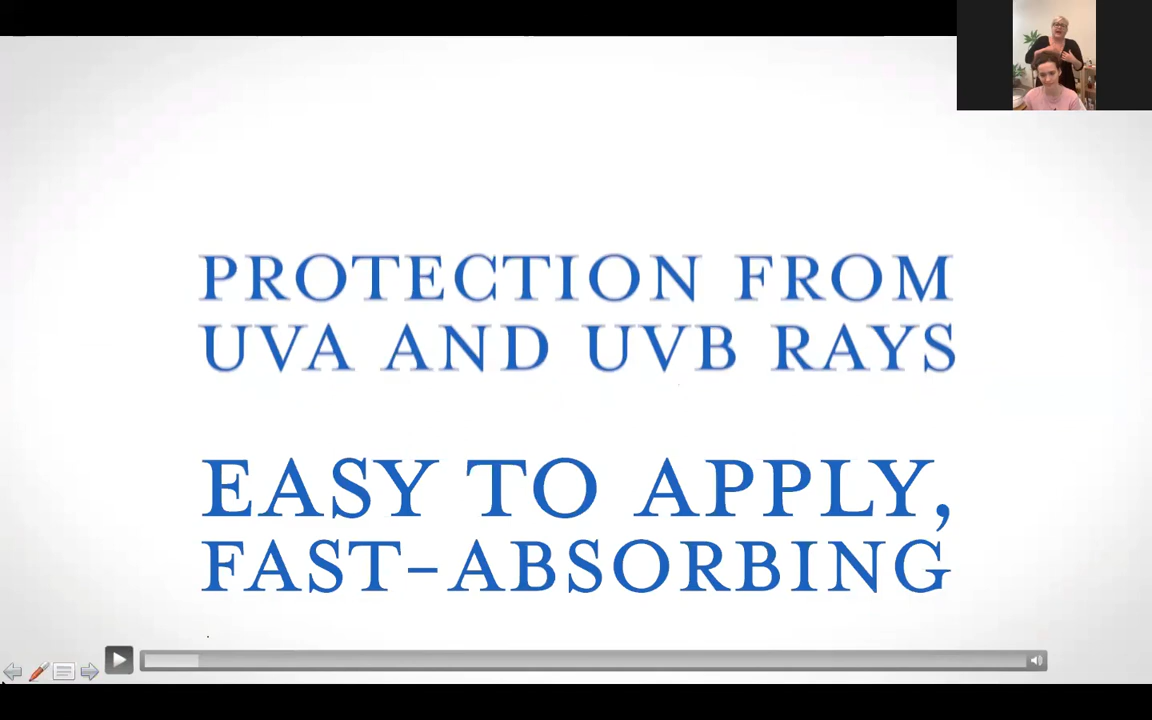 PROTECTION FROM
UVA AND UVB RAYS
EASY TO APPLY,
FAST-ABSORBING